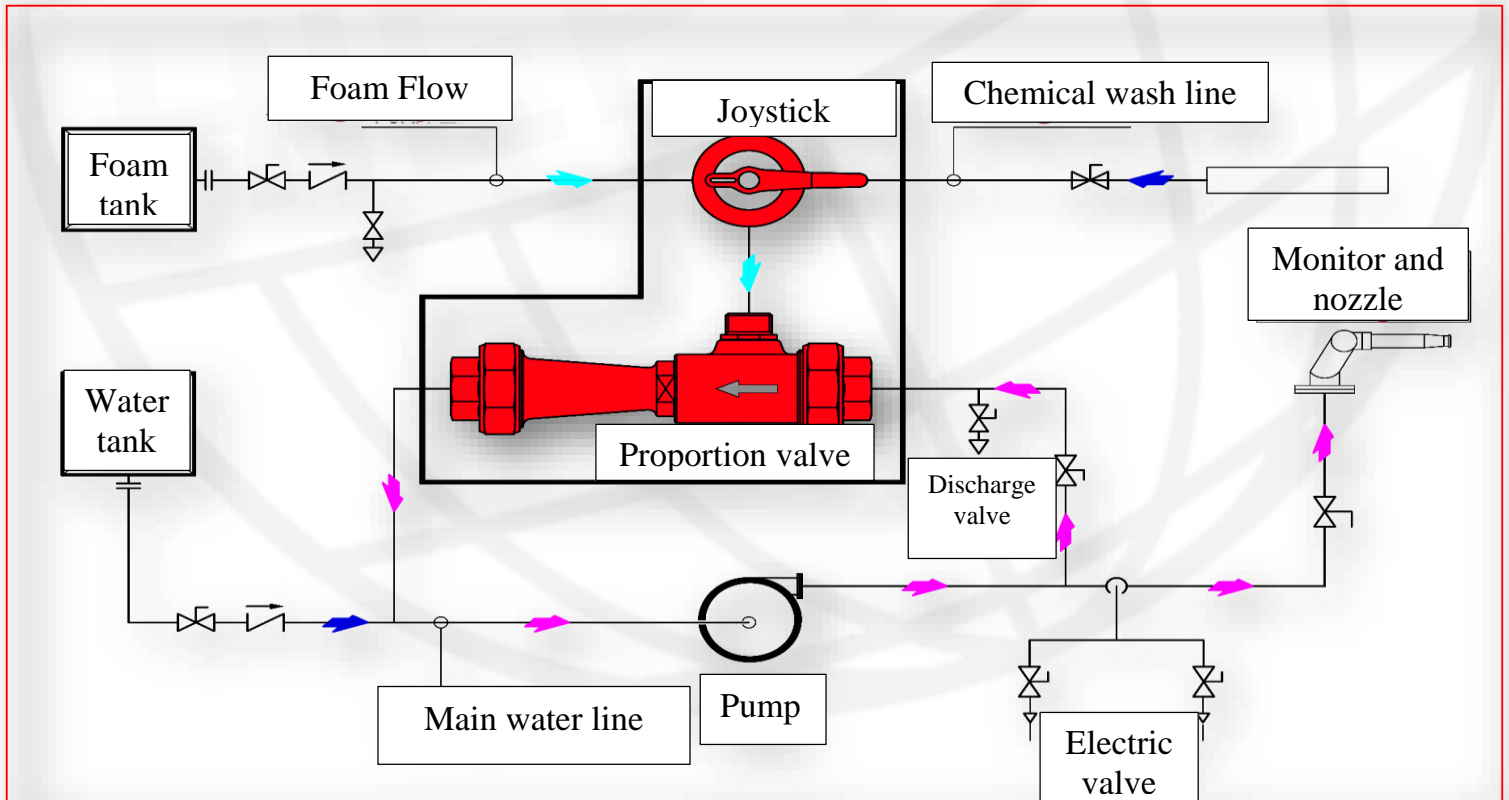 Foam Flow
Joystick
Chemical wash line
Foam
tank
Monitor and
nozzle
Water
tank
Proportion valve
Discharge
valve
Main water line
Pump
Electric
valve